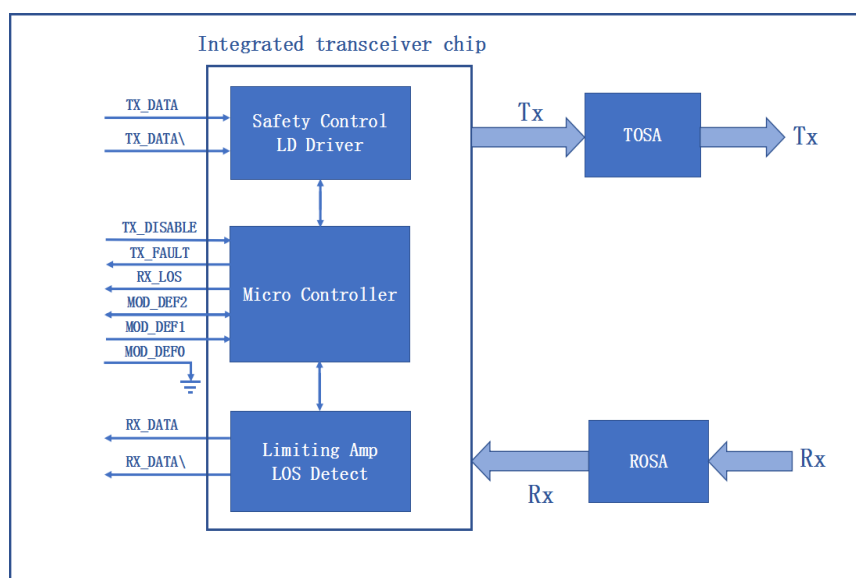 Integrated transceiver chip
TX_DATA
TX_DATA\
Safety Control
LD Driver
Tx
TOSA
Tx
TX_DISABLE
TX_FAULT
RX_LOS
MOD_DEF2
MOD_DEF1
MOD_DEF0
Micro Controller
RX_DATA
RX_DATA\
Limiting Amp
LOS Detect
Rx
ROSA
Rx